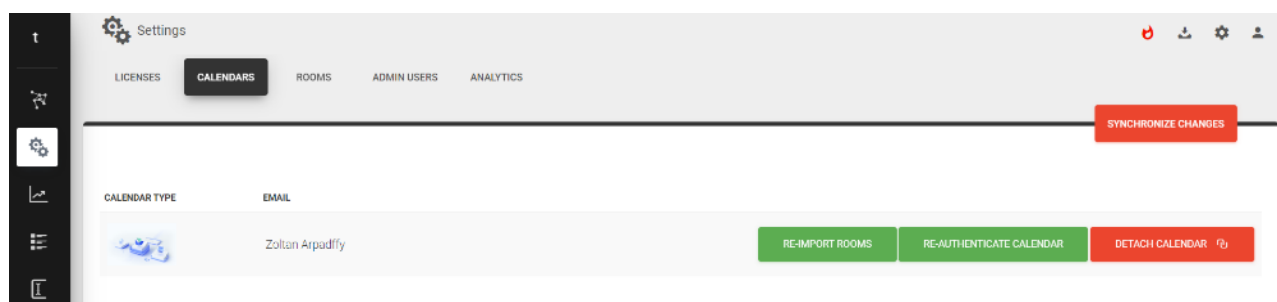 t
Settings
LICENSES CALENDARS ROOMS ADMIN USERS ANALYTICS
SYNCHRONIZE CHANGES
CALENDAR TYPE EMAIL
Zoltan Arpadffy RE-IMPORT ROOMS RE-AUTHENTICATE CALENDAR DETACH CALENDAR